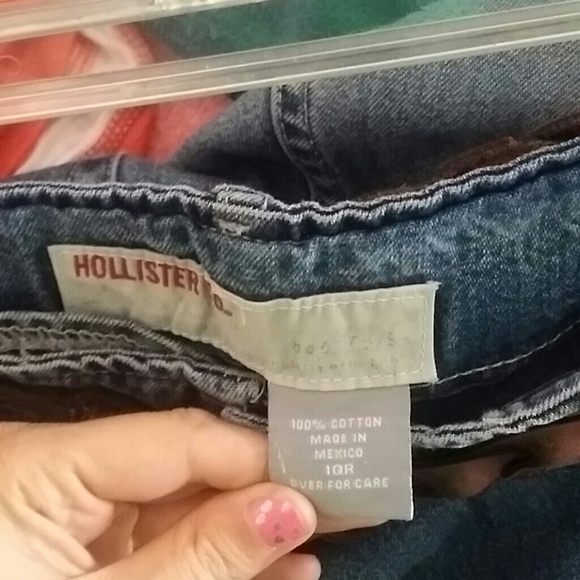 HOLLISTER CO.
100% COTTON
MADE IN
MEXICO
10R
OVER FOR CARE